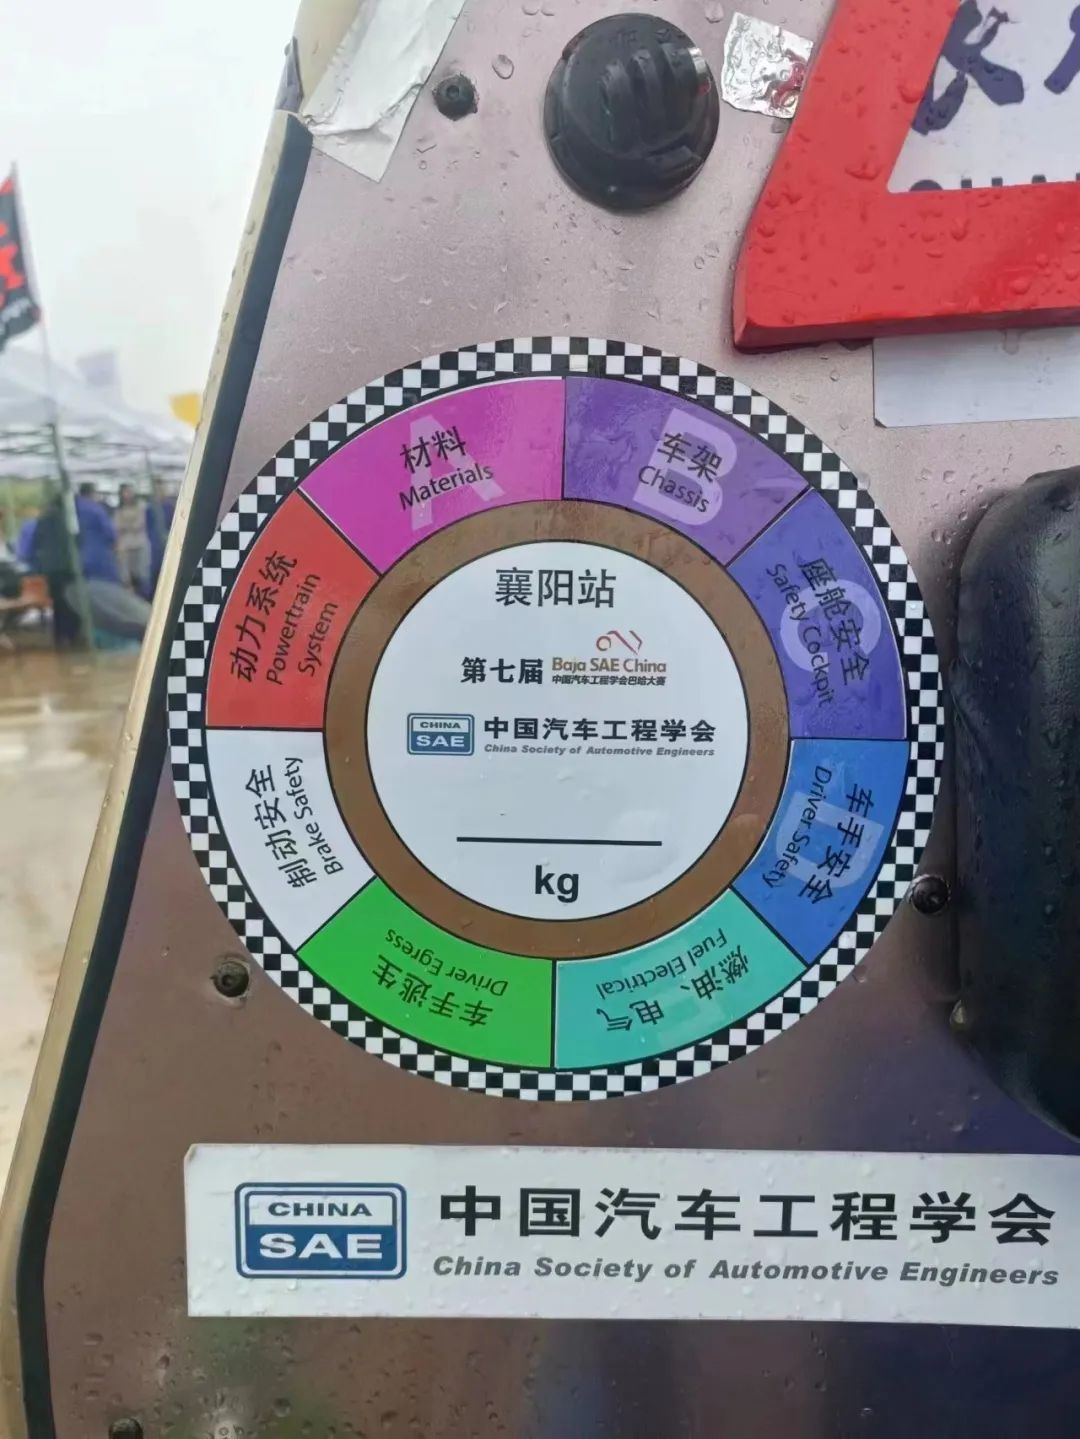 A
材料
Materials
B
车架
Chassis
C
座舱安全
Safety Cockpit
D
车手安全
Driver Safety
燃油、电气
Fuel Electrical
车手逃生
Driver Egress
制动安全
Brake Safety
动力系统
Powertrain
System
襄阳站
第七届 Baja SAE China
中国汽车工程学会巴哈大赛
CHINA
SAE
中国汽车工程学会
China Society of Automotive Engineers
kg
CHINA
SAE
中国汽车工程学会
China Society of Automotive Engineers